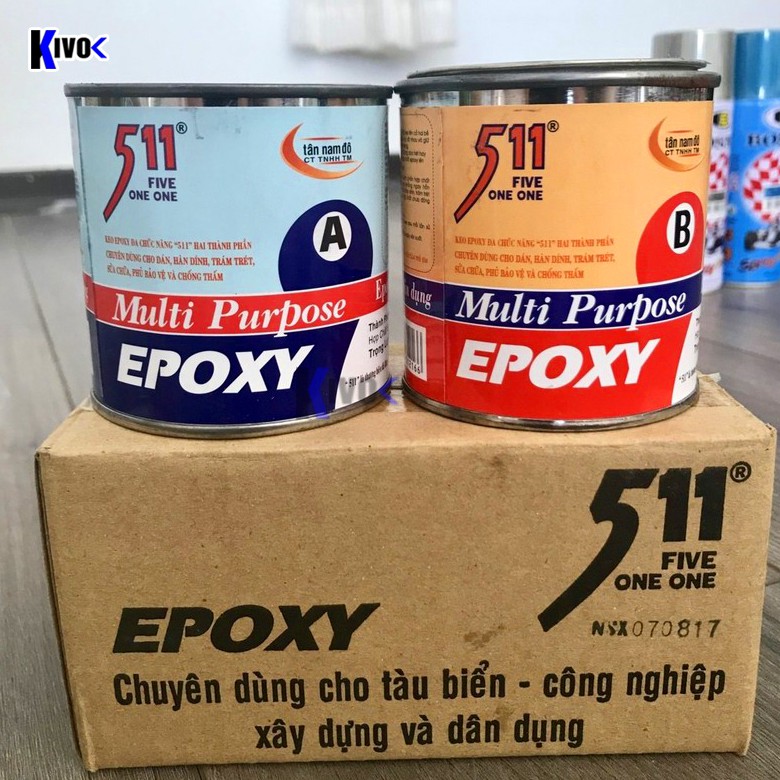 KIVOK
511®
FIVE
ONE ONE
tân nam đô
CT TNHH TM
A
KEO EPOXY ĐA CHỨC NĂNG "511" HAI THÀNH PHẦN
CHUYÊN DÙNG CHO DÁN, HÀN DÍNH, TRÁM TRÉT,
SỬA CHỮA, PHỦ BẢO VỆ VÀ CHỐNG THẤM
Multi Purpose
EPOXY
511®
FIVE
ONE ONE
tân nam đô
CT TNHH TM
B
KEO EPOXY ĐA CHỨC NĂNG "511" HAI THÀNH PHẦN
CHUYÊN DÙNG CHO DÁN, HÀN DÍNH, TRÁM TRÉT,
SỬA CHỮA, PHỦ BẢO VỆ VÀ CHỐNG THẤM
dụng
Multi Purpose
EPOXY
KIVOK
511®
FIVE
ONE ONE
NSX070817
EPOXY
Chuyên dùng cho tàu biển - công nghiệp
xây dựng và dân dụng